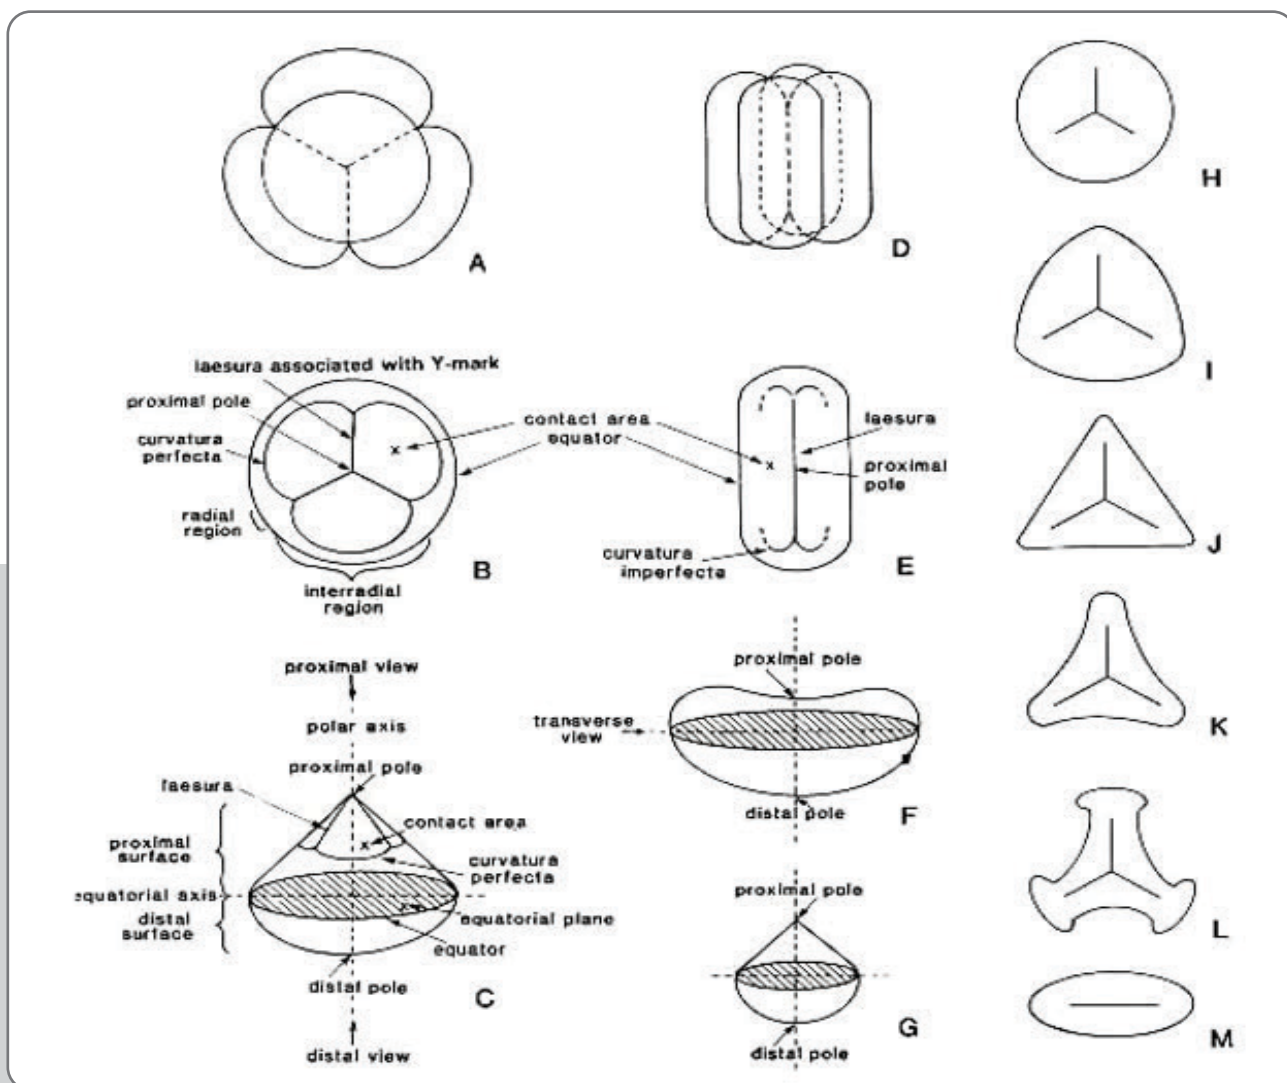 A
D
H
I
laesura associated with Y-mark
proximal pole
curvatura
perfecta
contact area
equator
radial
region
interradial
region
B
laesura
proximal
pole
curvatura
imperfecta
E
J
K
proximal view
polar axis
proximal pole
laesura
contact area
proximal
surface
curvatura
perfecta
equatorial axis
distal
surface
equatorial plane
equator
distal pole
C
distal view
proximal pole
transverse
view
distal pole
F
proximal pole
G
distal pole
L
M